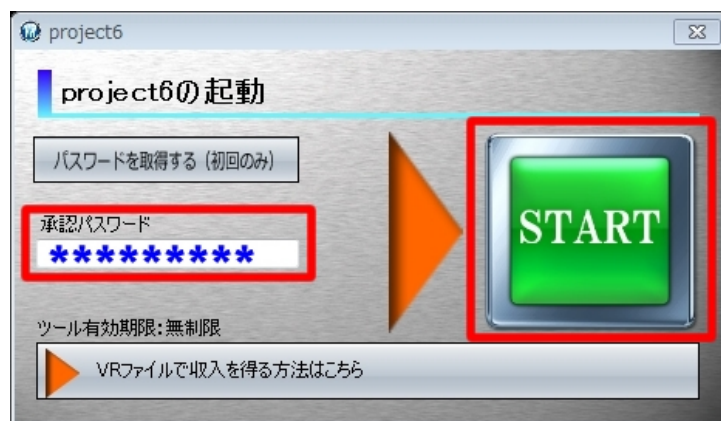 project6
project6の起動
パスワードを取得する（初回のみ）
承認パスワード
*********
START
ツール有効期限：無制限
VRファイルで収入を得る方法はこちら